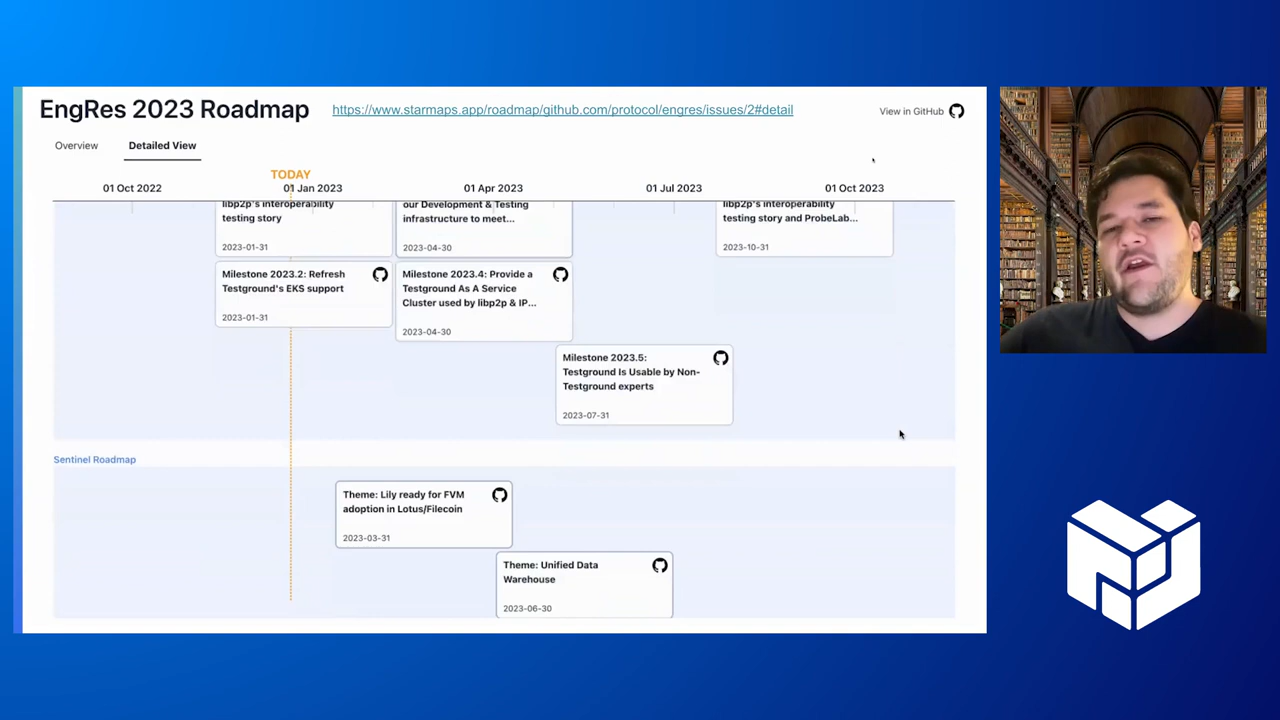 EngRes 2023 Roadmap
https://www.starmaps.app/roadmap/github.com/protocol/engres/issues/2#detail
View in GitHub
Overview
Detailed View
TODAY
01 Oct 2022
01 Jan 2023
01 Apr 2023
01 Jul 2023
01 Oct 2023
libp2p's interoperability
testing story
2023-01-31
our Development & Testing
infrastructure to meet...
2023-04-30
libp2p's interoperability
testing story and ProbeLab...
2023-10-31
Milestone 2023.2: Refresh
Testground's EKS support
2023-01-31
Milestone 2023.4: Provide a
Testground As A Service
Cluster used by libp2p & IP...
2023-04-30
Milestone 2023.5:
Testground Is Usable by Non-
Testground experts
2023-07-31
Sentinel Roadmap
Theme: Lily ready for FVM
adoption in Lotus/Filecoin
2023-03-31
Theme: Unified Data
Warehouse
2023-06-30